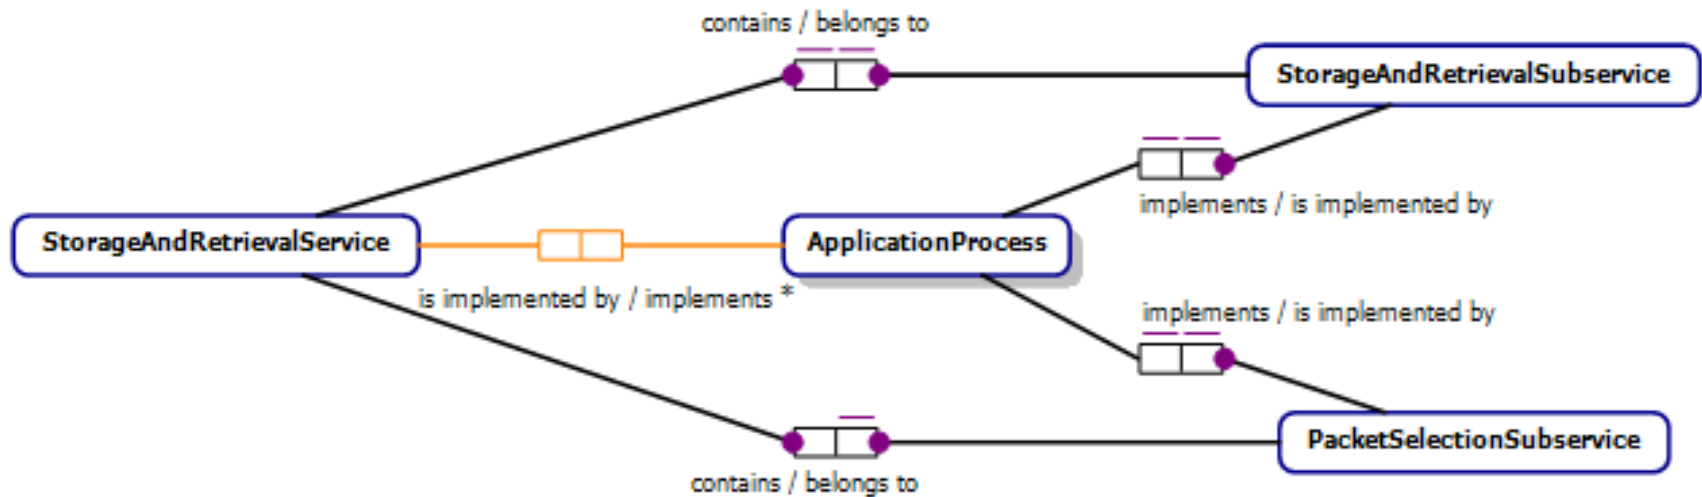 contains / belongs to
StorageAndRetrievalSubservice
implements / is implemented by
StorageAndRetrievalService
ApplicationProcess
is implemented by / implements *
implements / is implemented by
PacketSelectionSubservice
contains / belongs to